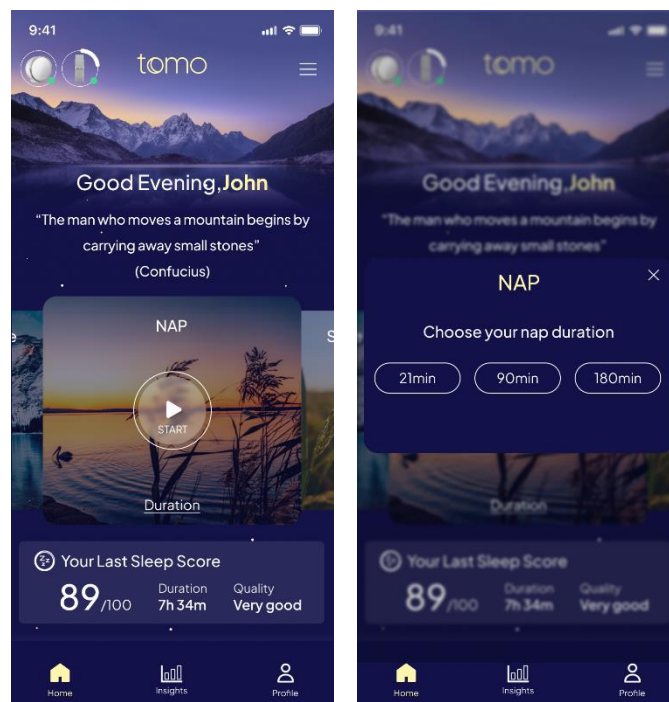 9:41
tomo
Good Evening,John
“The man who moves a mountain begins by
carrying away small stones”
(Confucius)
NAP
START
Duration
S
Your Last Sleep Score
89/100
Duration
7h 34m
Quality
Very good
Home
Insights
Profile
9:41
tomo
Good Evening,John
“The man who moves a mountain begins by
carrying away small stones”
NAP
×
Choose your nap duration
21min
90min
180min
Duration
Your Last Sleep Score
89/100
Duration
7h 34m
Quality
Very good
Home
Insights
Profile